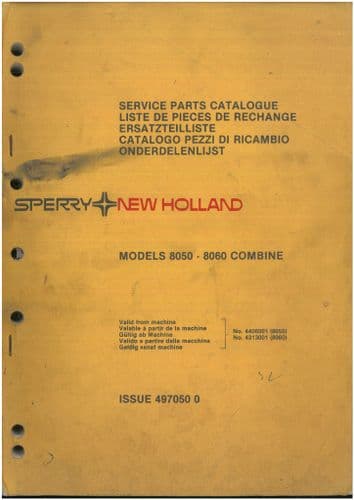 SERVICE PARTS CATALOGUE
LISTE DE PIECES DE RECHANGE
ERSATZTEILLISTE
CATALOGO PEZZI DI RICAMBIO
ONDERDELENLIJST
SPERRY NEW HOLLAND
MODELS 8050 - 8060 COMBINE
Valid from machine
Valable à partir de la machine
Gültig ab Maschine
Valido a partire dalla macchina
Geldig vanaf machine
No. 4406001 (8050)
No. 4313001 (8060)
ISSUE 497050 0